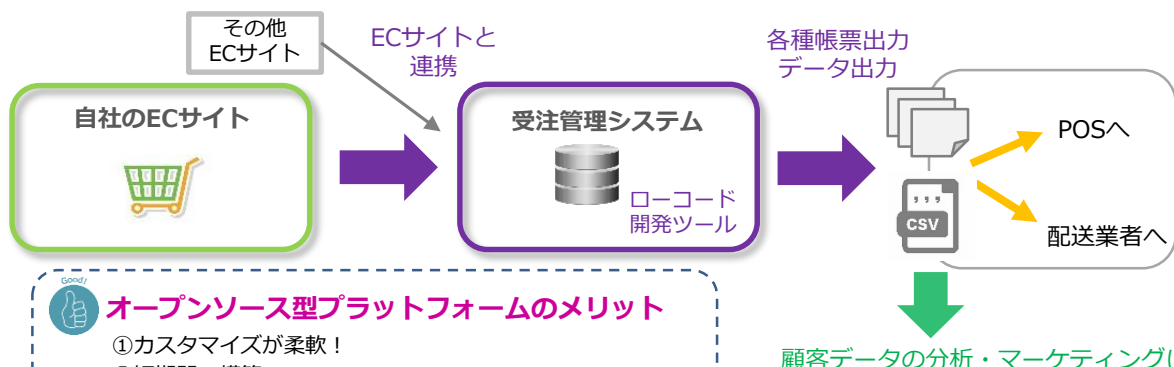 その他
ECサイト
ECサイトと
連携
各種帳票出力
データ出力
自社のECサイト
受注管理システム
ローコード
開発ツール
,,,
CSV
POSへ
配送業者へ
Good!
オープンソース型プラットフォームのメリット
①カスタマイズが柔軟！
顧客データの分析・マーケティング